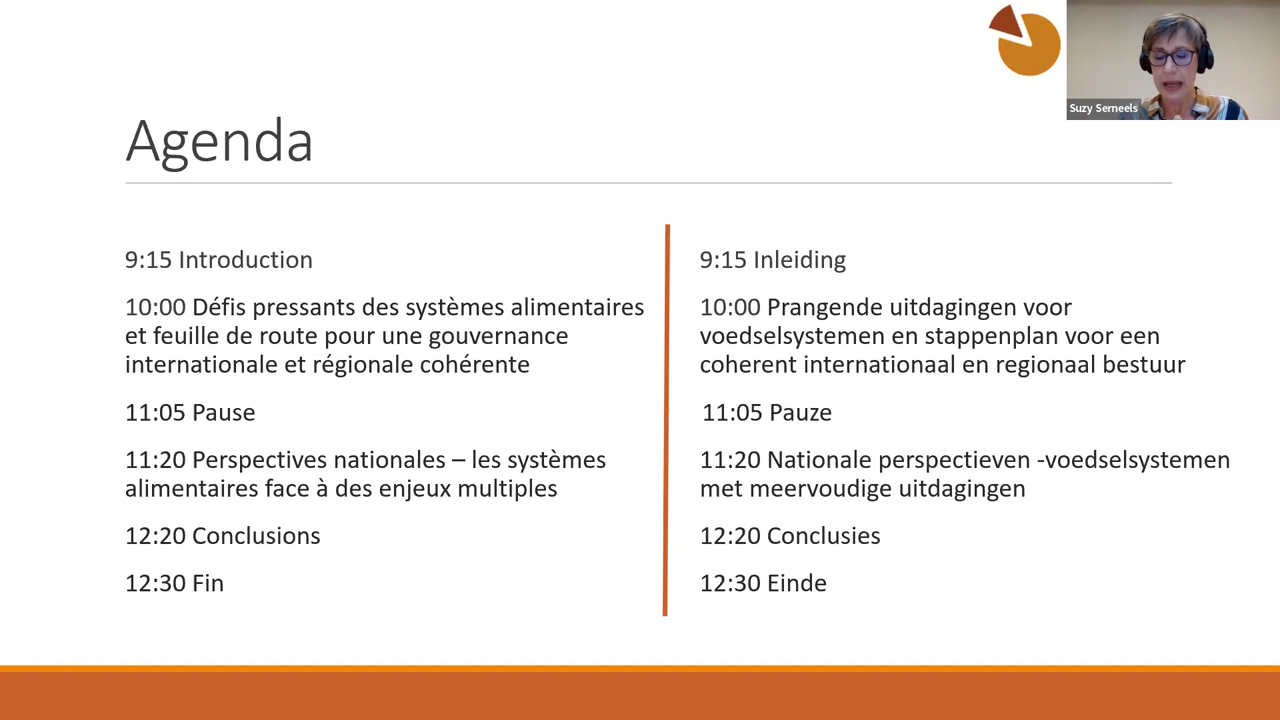 Suzy Serneels
Agenda
9:15 Introduction
10:00 Défis pressants des systèmes alimentaires
et feuille de route pour une gouvernance
internationale et régionale cohérente
11:05 Pause
11:20 Perspectives nationales – les systèmes
alimentaires face à des enjeux multiples
12:20 Conclusions
12:30 Fin
9:15 Inleiding
10:00 Prangende uitdagingen voor
voedselsystemen en stappenplan voor een
coherent internationaal en regionaal bestuur
11:05 Pauze
11:20 Nationale perspectieven -voedselsystemen
met meervoudige uitdagingen
12:20 Conclusies
12:30 Einde